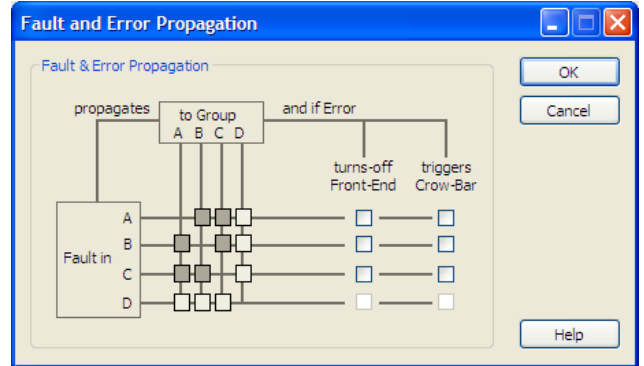 Fault and Error Propagation
Fault & Error Propagation
OK
propagates
to Group
and if Error
Cancel
A B C D
turns-off
Front-End
triggers
Crow-Bar
A
B
Fault in
C
D
Help